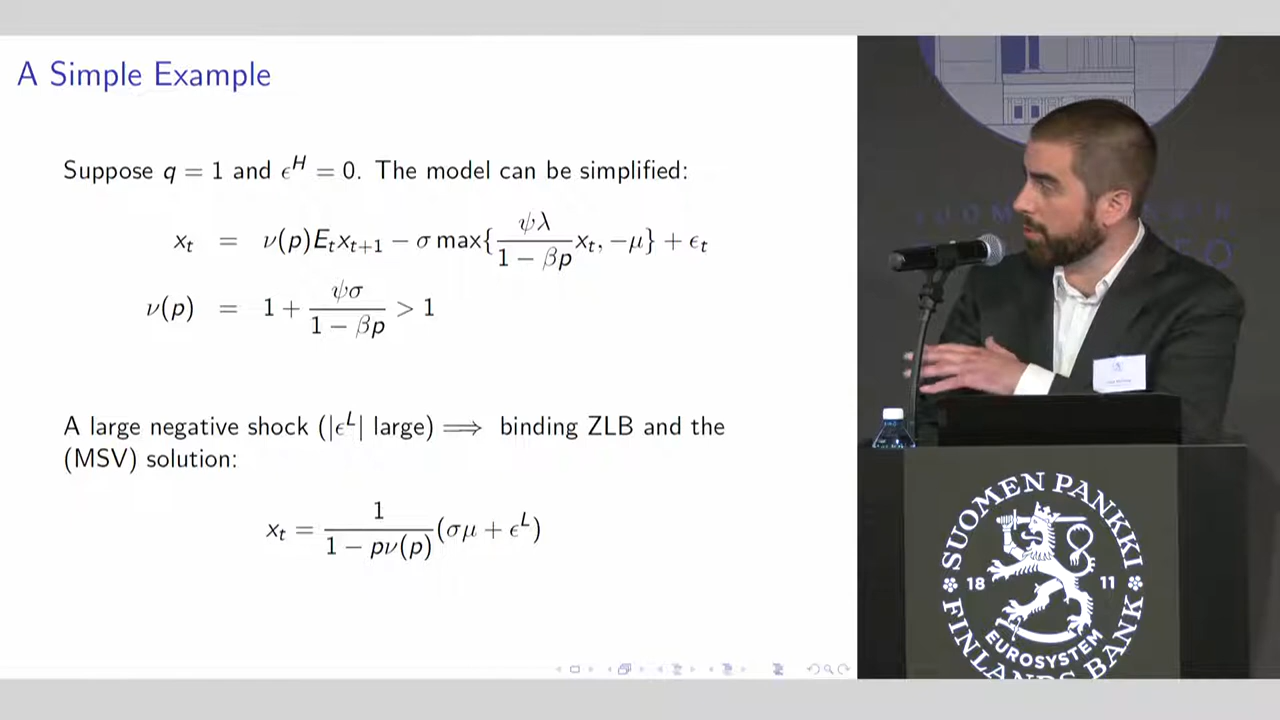 A Simple Example
Suppose q = 1 and ϵ^H = 0. The model can be simplified:
x_t = ν(p)E_t x_{t+1} − σ max{ψλ/(1 − βp) x_t, −μ} + ϵ_t
ν(p) = 1 + ψσ/(1 − βp) > 1
A large negative shock (|ϵ^L| large) ⟹ binding ZLB and the
(MSV) solution:
x_t = 1/(1 − pν(p)) (σμ + ϵ^L)
SUOMEN PANKKI
18 11
EUROSYSTEM
FINLANDS BANK